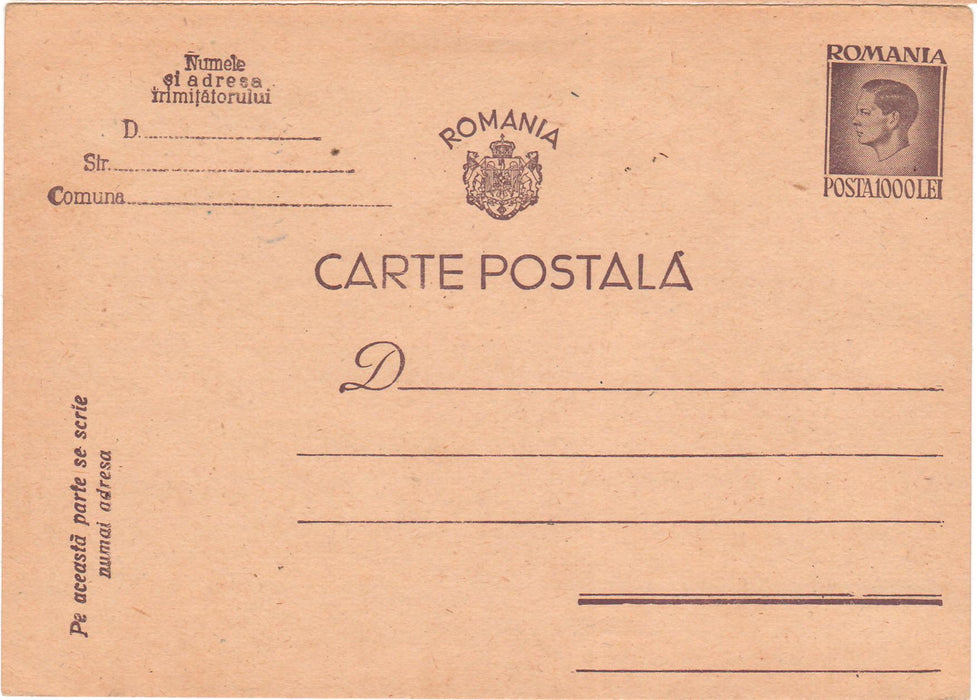 Numele
și adresa
trimițătorului
D.
Str.
Comuna
ROMANIA
ROMANIA
POSTA 1000 LEI
CARTE POSTALĂ
D
Pe această parte se scrie
numai adresa